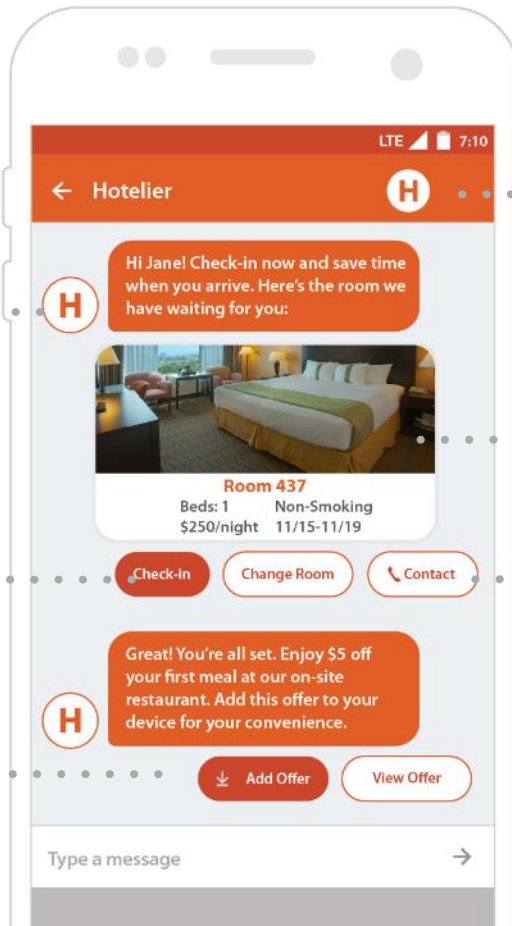 LTE 7:10
Hotelier H
Hi Jane! Check-in now and save time
when you arrive. Here's the room we
have waiting for you:
H
Room 437
Beds: 1 Non-Smoking
$250/night 11/15-11/19
Check-in Change Room Contact
Great! You're all set. Enjoy $5 off
your first meal at our on-site
restaurant. Add this offer to your
device for your convenience.
H
Add Offer View Offer
Type a message